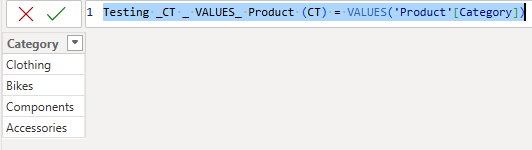 1 Testing _CT _ VALUES_ Product (CT) = VALUES('Product'[Category])
Category
Clothing
Bikes
Components
Accessories